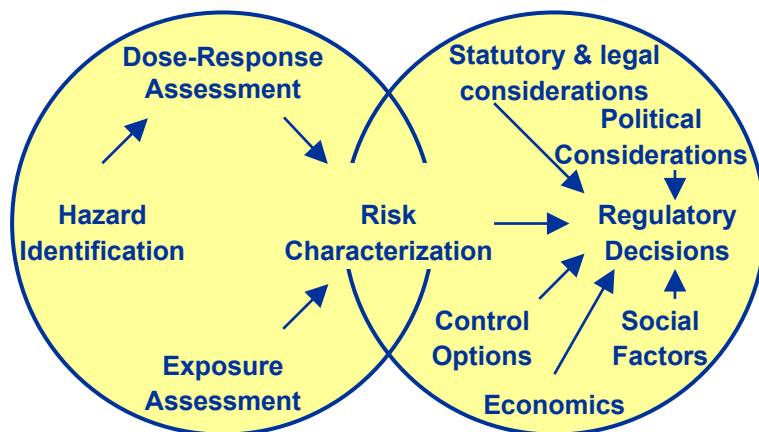 Dose-Response
Assessment
Statutory & legal
considerations
Political
Considerations
Hazard
Identification
Risk
Characterization
Regulatory
Decisions
Control
Options
Social
Factors
Exposure
Assessment
Economics